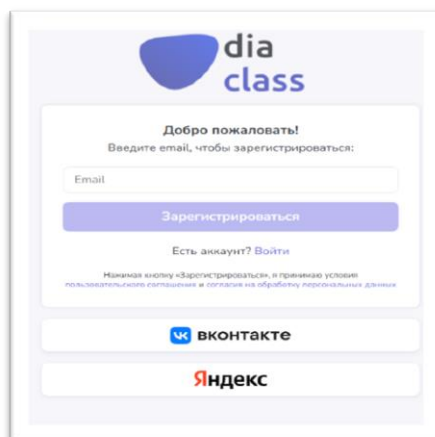 dia
class
Добро пожаловать!
Введите email, чтобы зарегистрироваться:
Email
Зарегистрироваться
Есть аккаунт? Войти
Нажимая кнопку «Зарегистрироваться», я принимаю условия
пользовательского соглашения и согласия на обработку персональных данных
вконтакте
Яндекс